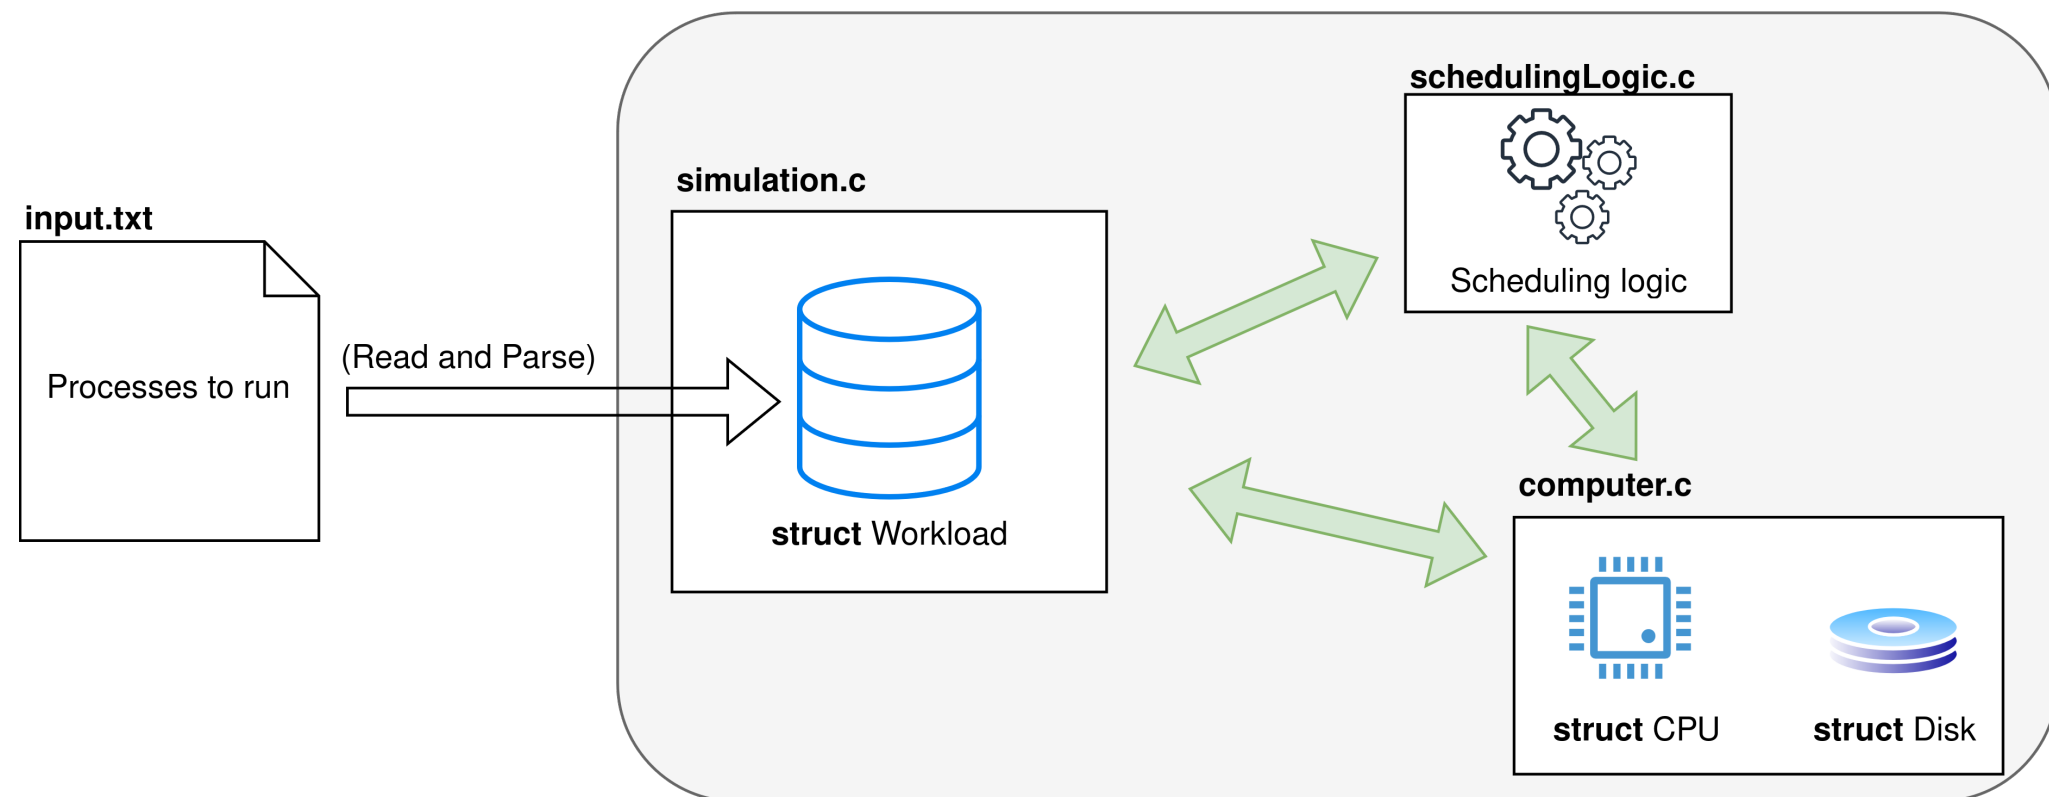 input.txt
Processes to run
(Read and Parse)
simulation.c
struct Workload
schedulingLogic.c
Scheduling logic
computer.c
struct CPU
struct Disk